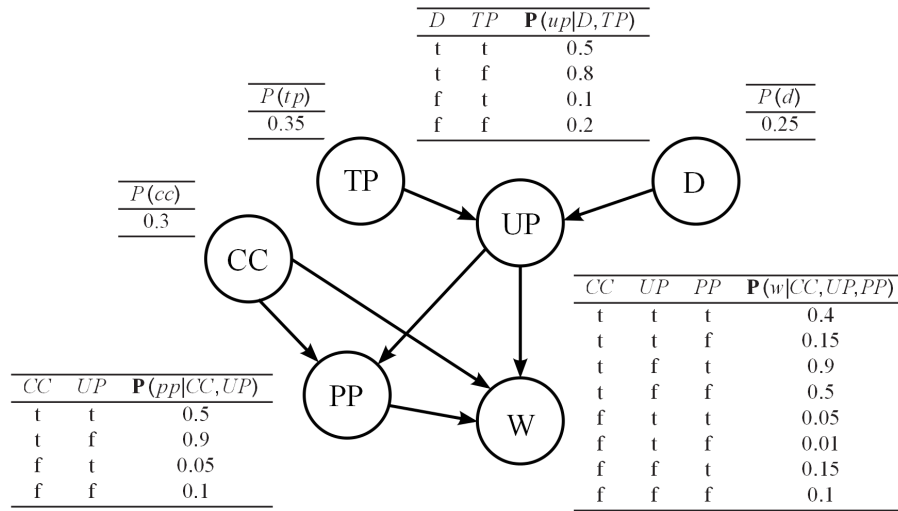 D TP P(up|D,TP)
t t 0.5
t f 0.8
f t 0.1
f f 0.2
P(tp)
0.35
P(d)
0.25
TP
D
P(cc)
0.3
UP
CC
CC UP PP P(w|CC,UP,PP)
t t t 0.4
t t f 0.15
t f t 0.9
t f f 0.5
f t t 0.05
f t f 0.01
f f t 0.15
f f f 0.1
CC UP P(pp|CC,UP)
t t 0.5
t f 0.9
f t 0.05
f f 0.1
PP
W